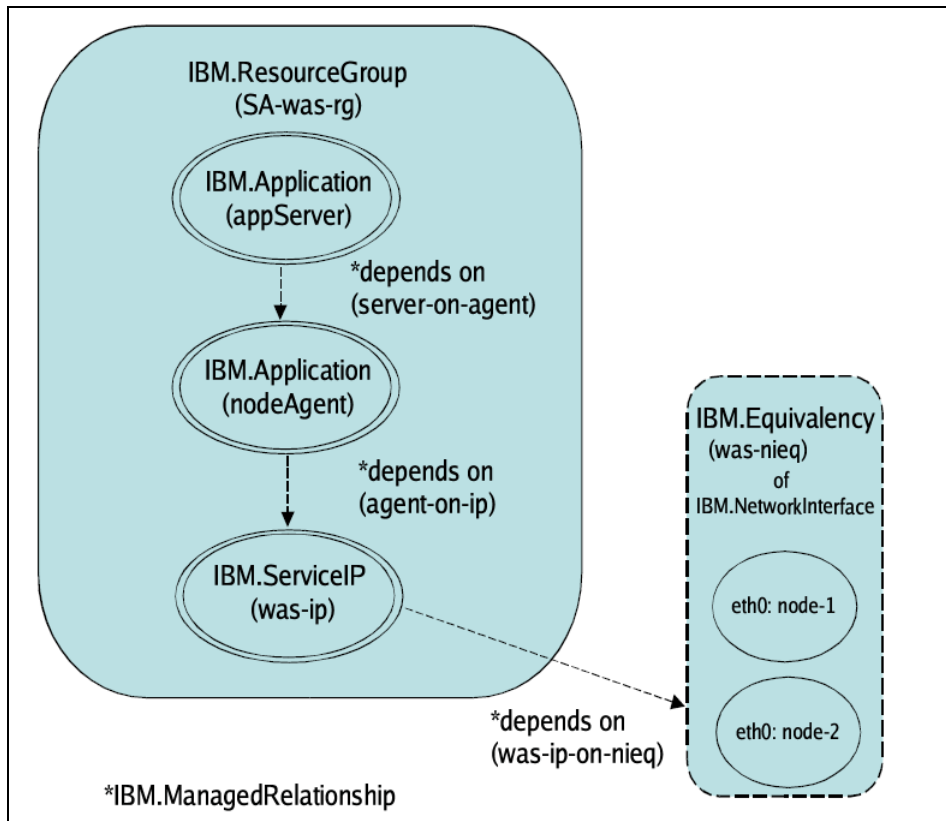 IBM.ResourceGroup
(SA-was-rg)
IBM.Application
(appServer)
*depends on
(server-on-agent)
IBM.Application
(nodeAgent)
*depends on
(agent-on-ip)
IBM.ServiceIP
(was-ip)
IBM.Equivalency
(was-nieq)
of
IBM.NetworkInterface
eth0: node-1
eth0: node-2
*depends on
(was-ip-on-nieq)
*IBM.ManagedRelationship